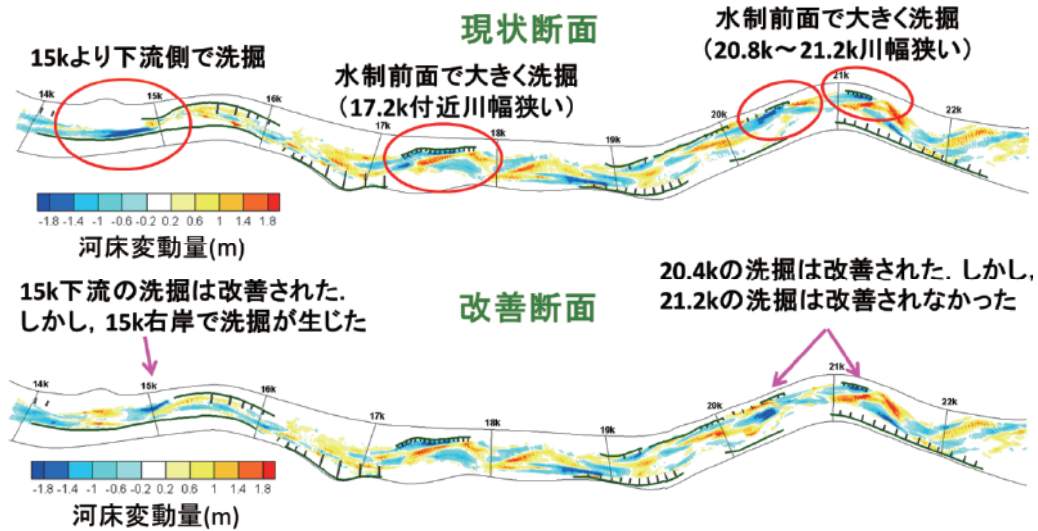 現状断面
15kより下流側で洗掘
水制前面で大きく洗掘
（17.2k付近川幅狭い）
水制前面で大きく洗掘
（20.8k～21.2k川幅狭い）
14k
15k
16k
17k
18k
19k
20k
21k
22k
-1.8 -1.4 -1 -0.6 -0.2 0.2 0.6 1 1.4 1.8
河床変動量(m)
改善断面
15k下流の洗掘は改善された．
しかし，15k右岸で洗掘が生じた
20.4kの洗掘は改善された．しかし，
21.2kの洗掘は改善されなかった
14k
15k
16k
17k
18k
19k
20k
21k
22k
-1.8 -1.4 -1 -0.6 -0.2 0.2 0.6 1 1.4 1.8
河床変動量(m)